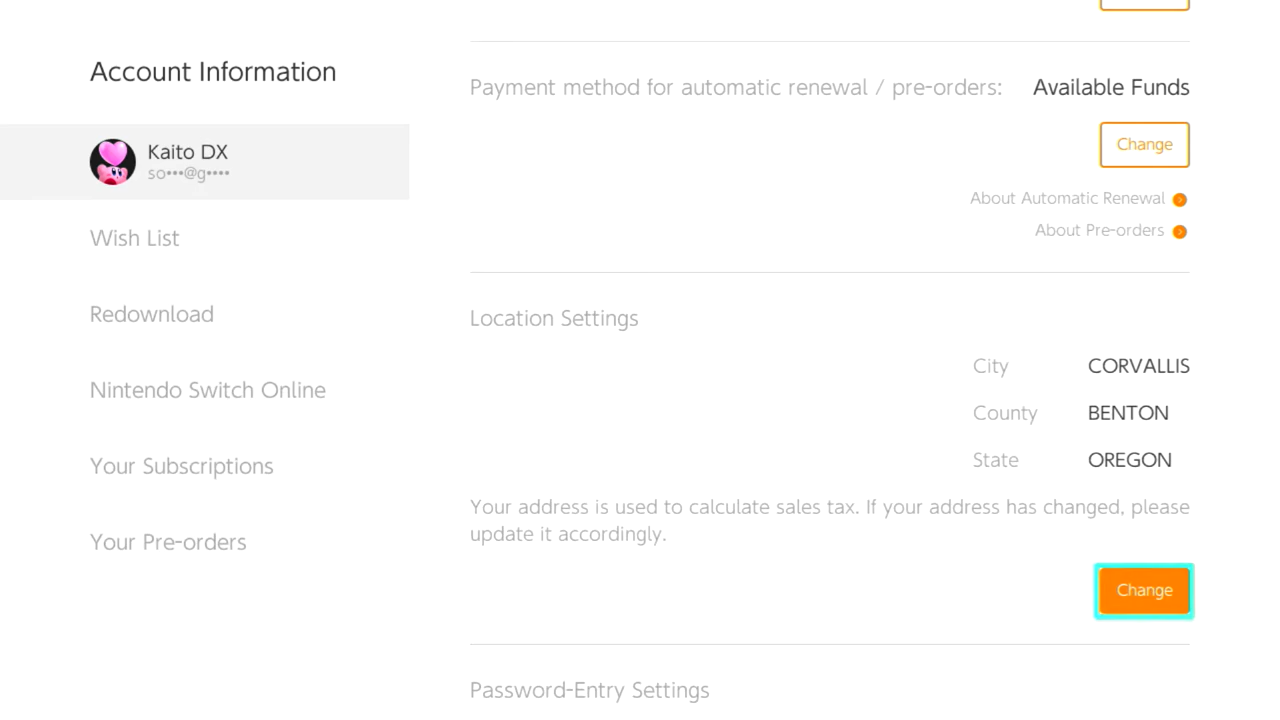 Account Information
Kaito DX
so•••@g••••
Wish List
Redownload
Nintendo Switch Online
Your Subscriptions
Your Pre-orders
Payment method for automatic renewal / pre-orders: Available Funds
Change
About Automatic Renewal
About Pre-orders
Location Settings
City CORVALLIS
County BENTON
State OREGON
Your address is used to calculate sales tax. If your address has changed, please
update it accordingly.
Change
Password-Entry Settings